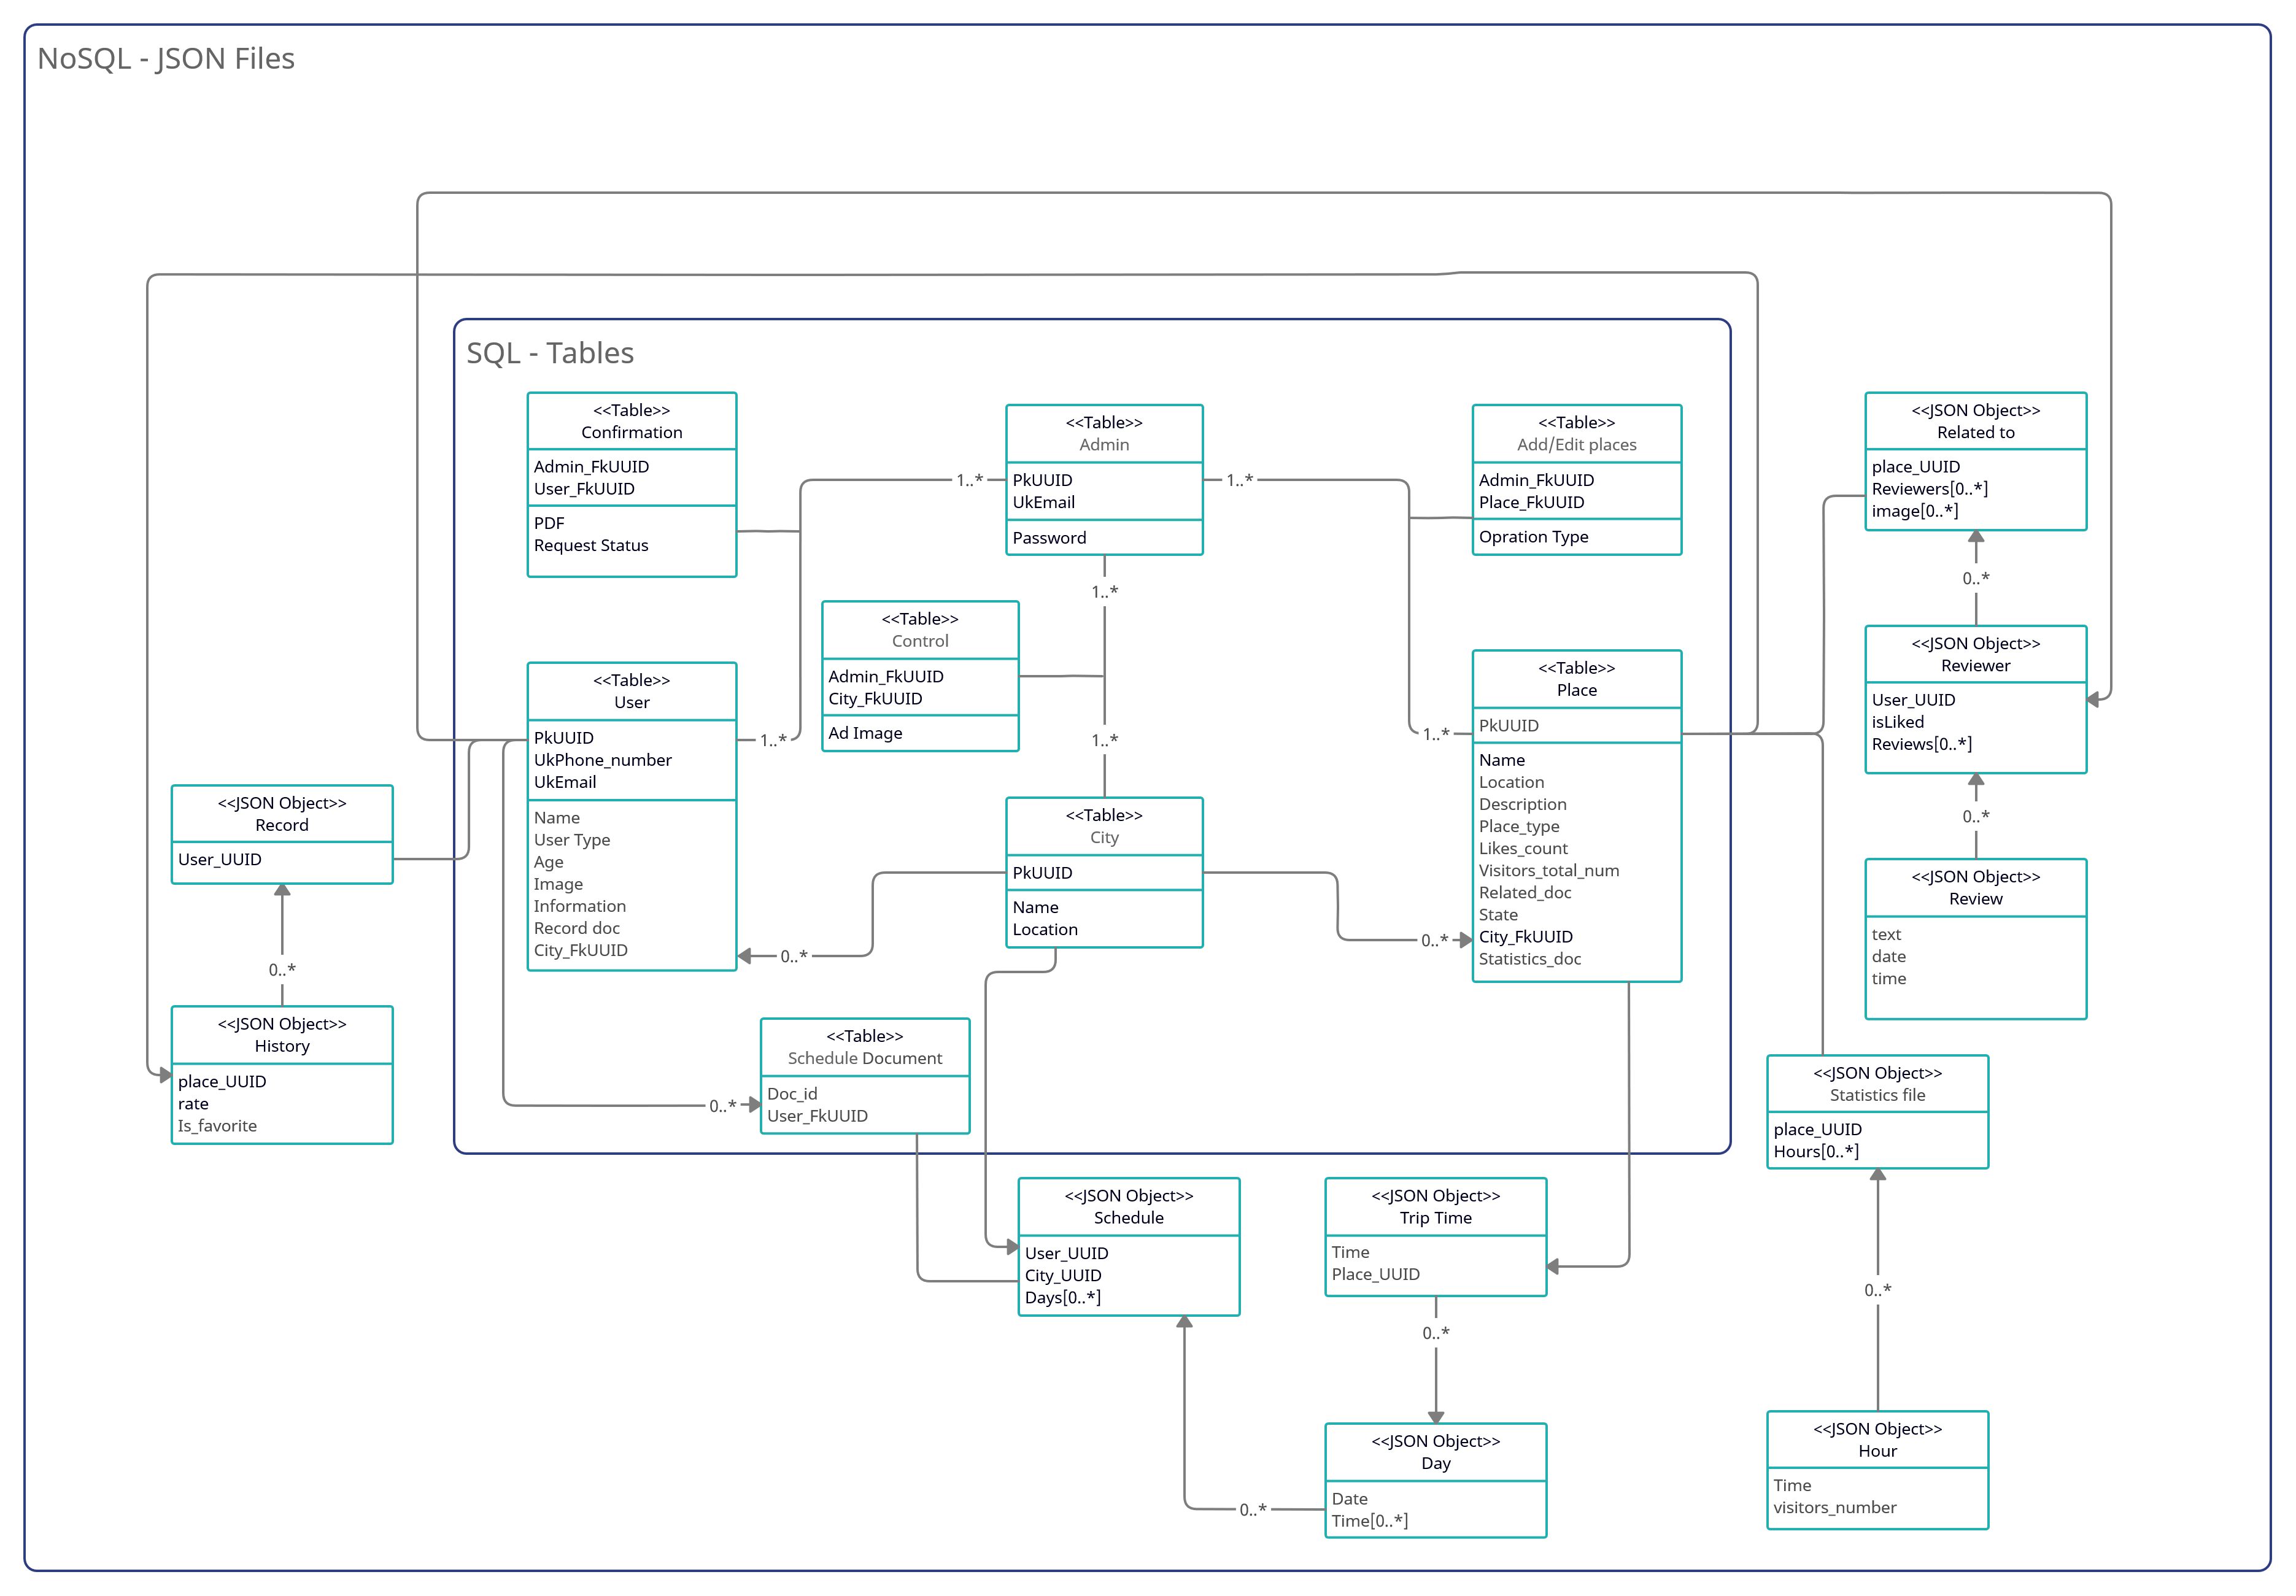 NoSQL - JSON Files
SQL - Tables
<<Table>>
Confirmation
Admin_FkUUID
User_FkUUID
PDF
Request Status
<<Table>>
Admin
PkUUID
UkEmail
Password
<<Table>>
Add/Edit places
Admin_FkUUID
Place_FkUUID
Opration Type
<<JSON Object>>
Related to
place_UUID
Reviewers[0..*]
image[0..*]
1..*
1..*
1..*
0..*
<<Table>>
Control
Admin_FkUUID
City_FkUUID
Ad Image
<<Table>>
User
PkUUID
UkPhone_number
UkEmail
Name
User Type
Age
Image
Information
Record doc
City_FkUUID
1..*
1..*
1..*
<<Table>>
Place
PkUUID
Name
Location
Description
Place_type
Likes_count
Visitors_total_num
Related_doc
State
City_FkUUID
Statistics_doc
<<JSON Object>>
Reviewer
User_UUID
isLiked
Reviews[0..*]
0..*
<<JSON Object>>
Record
User_UUID
<<Table>>
City
PkUUID
Name
Location
<<JSON Object>>
Review
text
date
time
0..*
0..*
0..*
<<JSON Object>>
History
place_UUID
rate
Is_favorite
0..*
<<Table>>
Schedule Document
Doc_id
User_FkUUID
<<JSON Object>>
Statistics file
place_UUID
Hours[0..*]
<<JSON Object>>
Schedule
User_UUID
City_UUID
Days[0..*]
<<JSON Object>>
Trip Time
Time
Place_UUID
0..*
0..*
<<JSON Object>>
Day
Date
Time[0..*]
0..*
<<JSON Object>>
Hour
Time
visitors_number